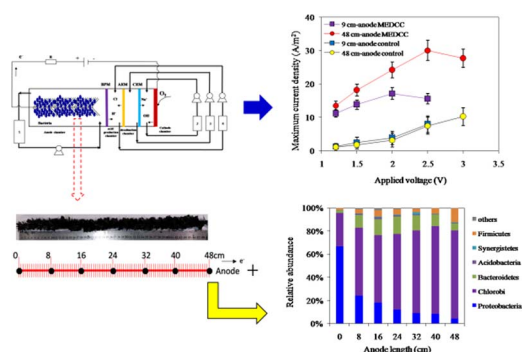 e⁻
R
BPM
AEM
CEM
O₂
Bacteria
Maximum current density (A/m²)
40
30
20
10
0
9 cm-anode MEDCC
48 cm-anode MEDCC
9 cm-anode control
48 cm-anode control
1 1.5 2 2.5 3 3.5
Applied voltage (V)
0 8 16 24 32 40 48cm
e⁻
Anode +
Relative abundance
100%
80%
60%
40%
20%
0%
0 8 16 24 32 40 48
Anode length (cm)
others
Firmicutes
Synergistetes
Acidobacteria
Bacteroidetes
Chlorobi
Proteobacteria